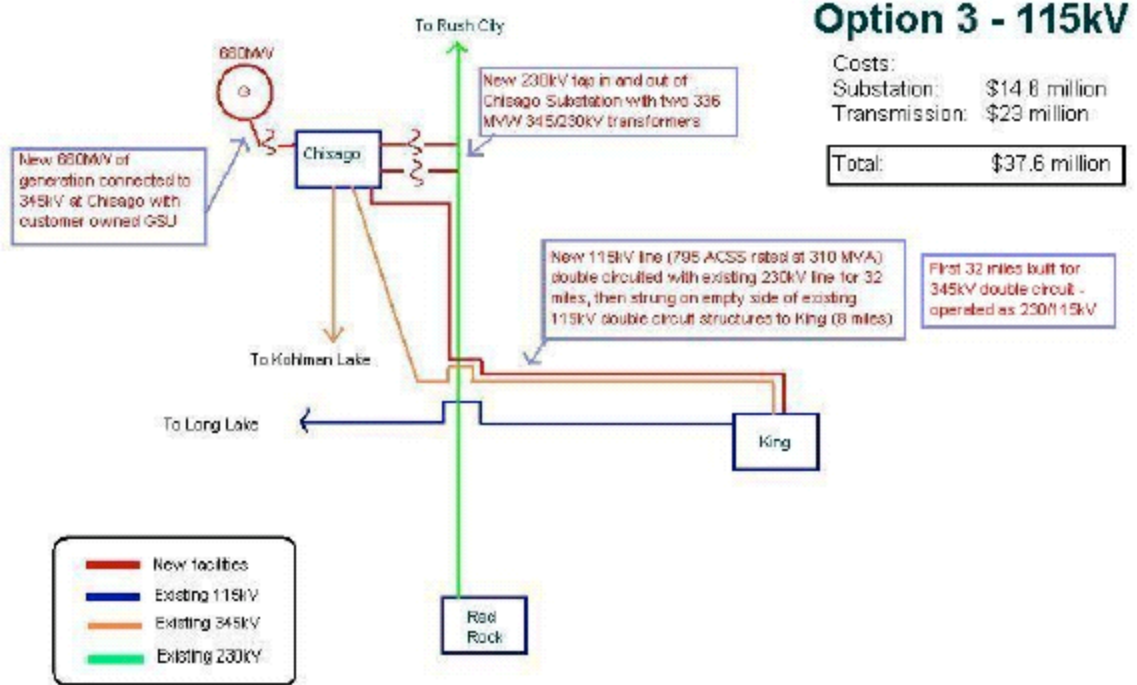 Option 3 - 115kV
Costs:
Substation: $14.6 million
Transmission: $23 million
Total: $37.6 million
To Rush City
660MW
New 230kV tap in and out of
Chisago Substation with two 336
MVA 345/230kV transformers
Chisago
New 660MW of
generation connected to
345kV at Chisago with
customer owned GSU
New 115kV line (795 ACSS rated at 310 MVA)
double circuited with existing 230kV line for 32
miles, then strung on empty side of existing
115kV double circuit structures to King (8 miles)
First 32 miles built for
345kV double circuit -
operated as 230/115kV
To Kohlman Lake
To Long Lake
King
New facilities
Existing 115kV
Existing 345kV
Existing 230kV
Red
Rock